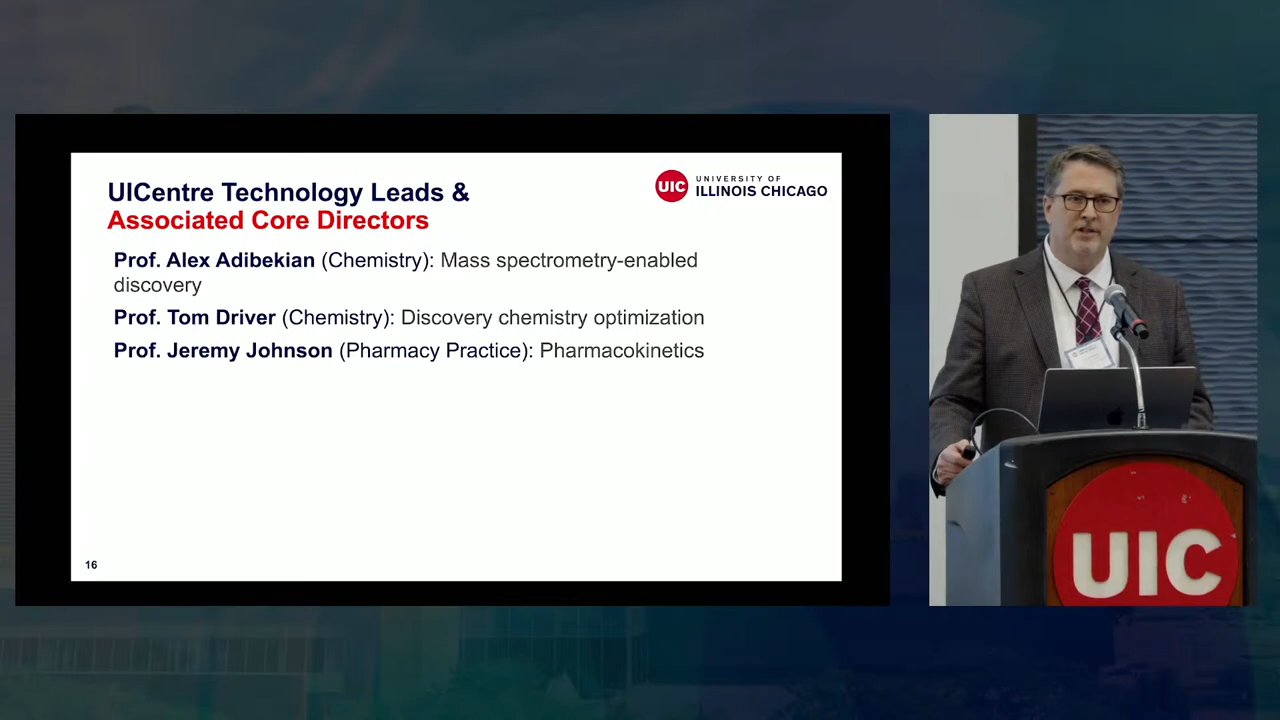 UICentre Technology Leads &
Associated Core Directors
UIC
UNIVERSITY OF
ILLINOIS CHICAGO
Prof. Alex Adibekian (Chemistry): Mass spectrometry-enabled
discovery
Prof. Tom Driver (Chemistry): Discovery chemistry optimization
Prof. Jeremy Johnson (Pharmacy Practice): Pharmacokinetics
16
UIC